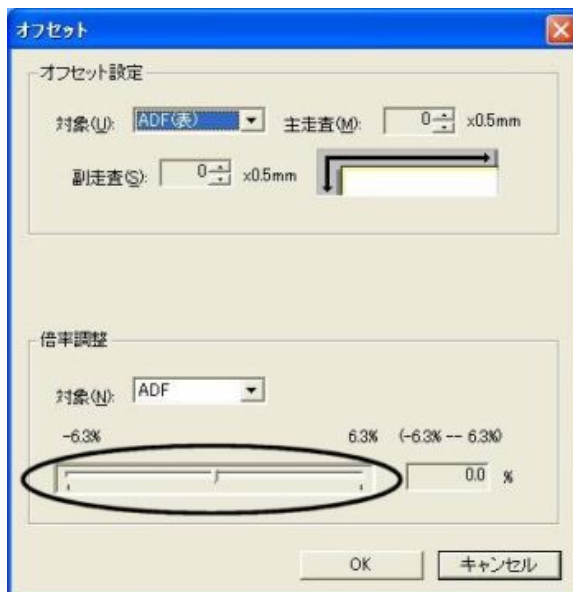 オフセット
オフセット設定
対象(U): ADF(表) 主走査(M): 0 x0.5mm
副走査(S): 0 x0.5mm
倍率調整
対象(N): ADF
-6.3% 6.3% (-6.3% -- 6.3%)
0.0 %
OK キャンセル